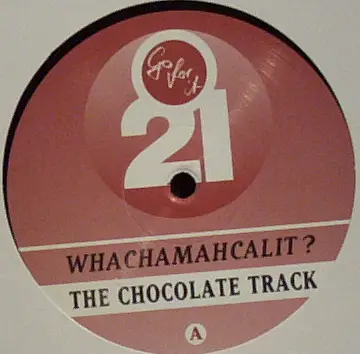 Go For It
21
WHACHAMAHCALIT?
THE CHOCOLATE TRACK
A